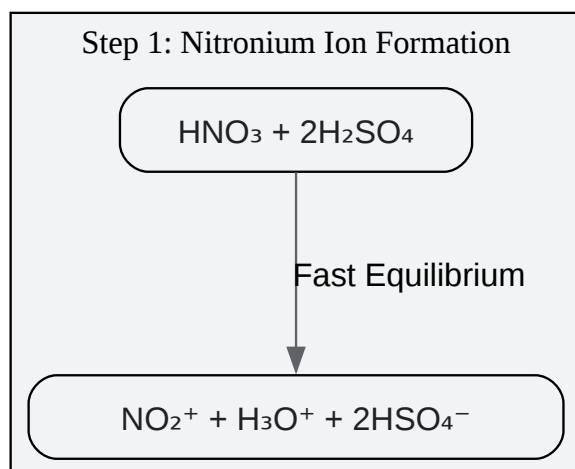 Step 1: Nitronium Ion Formation
HNO₃ + 2H₂SO₄
Fast Equilibrium
NO₂⁺ + H₃O⁺ + 2HSO₄⁻